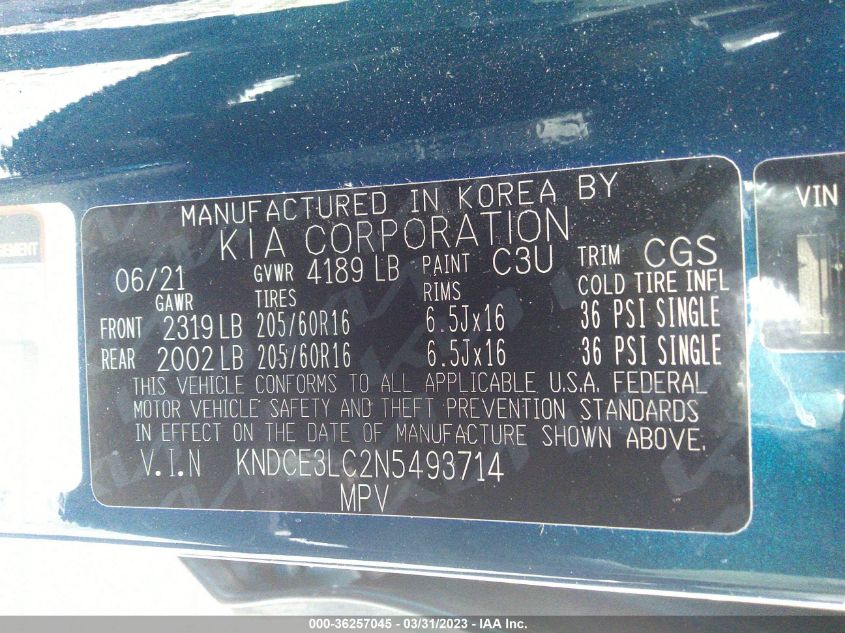 MANUFACTURED IN KOREA BY
KIA CORPORATION
06/21 GVWR 4189 LB PAINT C3U TRIM CGS
GAWR TIRES RIMS COLD TIRE INFL
FRONT 2319 LB 205/60R16 6.5Jx16 36 PSI SINGLE
REAR 2002 LB 205/60R16 6.5Jx16 36 PSI SINGLE
THIS VEHICLE CONFORMS TO ALL APPLICABLE U.S.A. FEDERAL
MOTOR VEHICLE SAFETY AND THEFT PREVENTION STANDARDS
IN EFFECT ON THE DATE OF MANUFACTURE SHOWN ABOVE.
V.I.N KNDCE3LC2N5493714
MPV
VIN
000-36257045 - 03/31/2023 - IAA Inc.